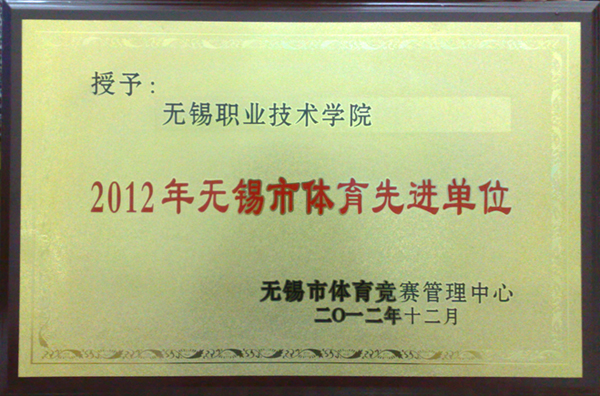 授予：
无锡职业技术学院
2012年无锡市体育先进单位
无锡市体育竞赛管理中心
二〇一二年十二月